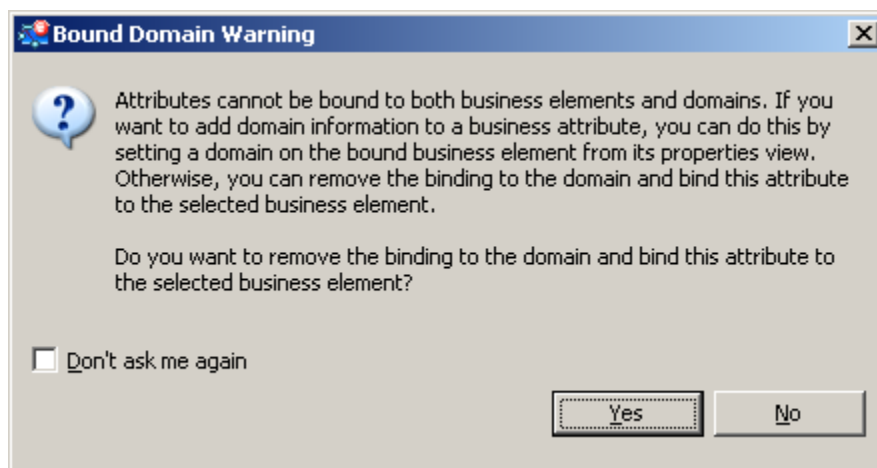 Bound Domain Warning
Attributes cannot be bound to both business elements and domains. If you
want to add domain information to a business attribute, you can do this by
setting a domain on the bound business element from its properties view.
Otherwise, you can remove the binding to the domain and bind this attribute
to the selected business element.
Do you want to remove the binding to the domain and bind this attribute to
the selected business element?
Don't ask me again
Yes No